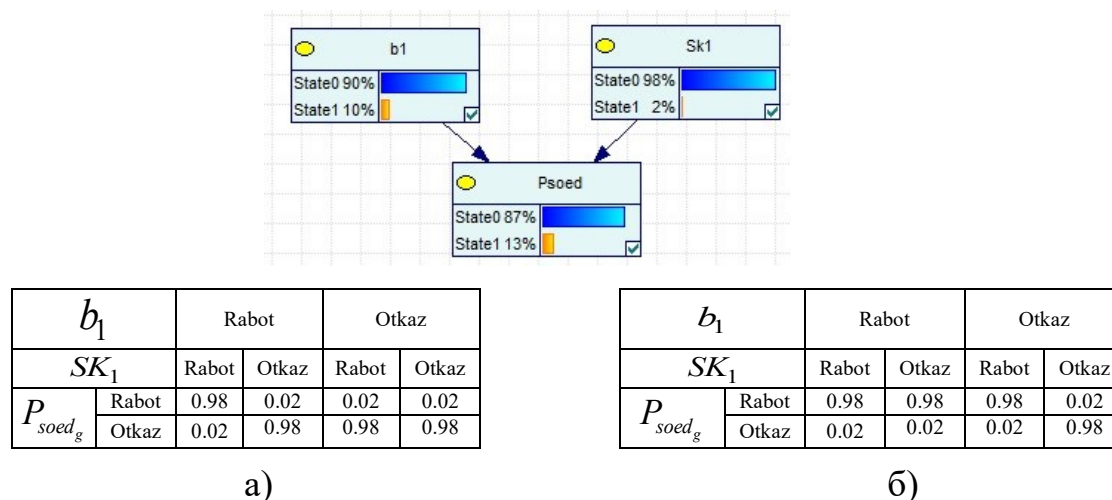 b1
Sk1
State0 90%
State1 10%
State0 98%
State1 2%
Psoed
State0 87%
State1 13%
b₁ Rabot Otkaz
SK₁ Rabot Otkaz Rabot Otkaz
P_soed_g Rabot 0.98 0.02 0.02 0.02
Otkaz 0.02 0.98 0.98 0.98
а)
b₁ Rabot Otkaz
SK₁ Rabot Otkaz Rabot Otkaz
P_soed_g Rabot 0.98 0.98 0.98 0.02
Otkaz 0.02 0.02 0.02 0.98
б)